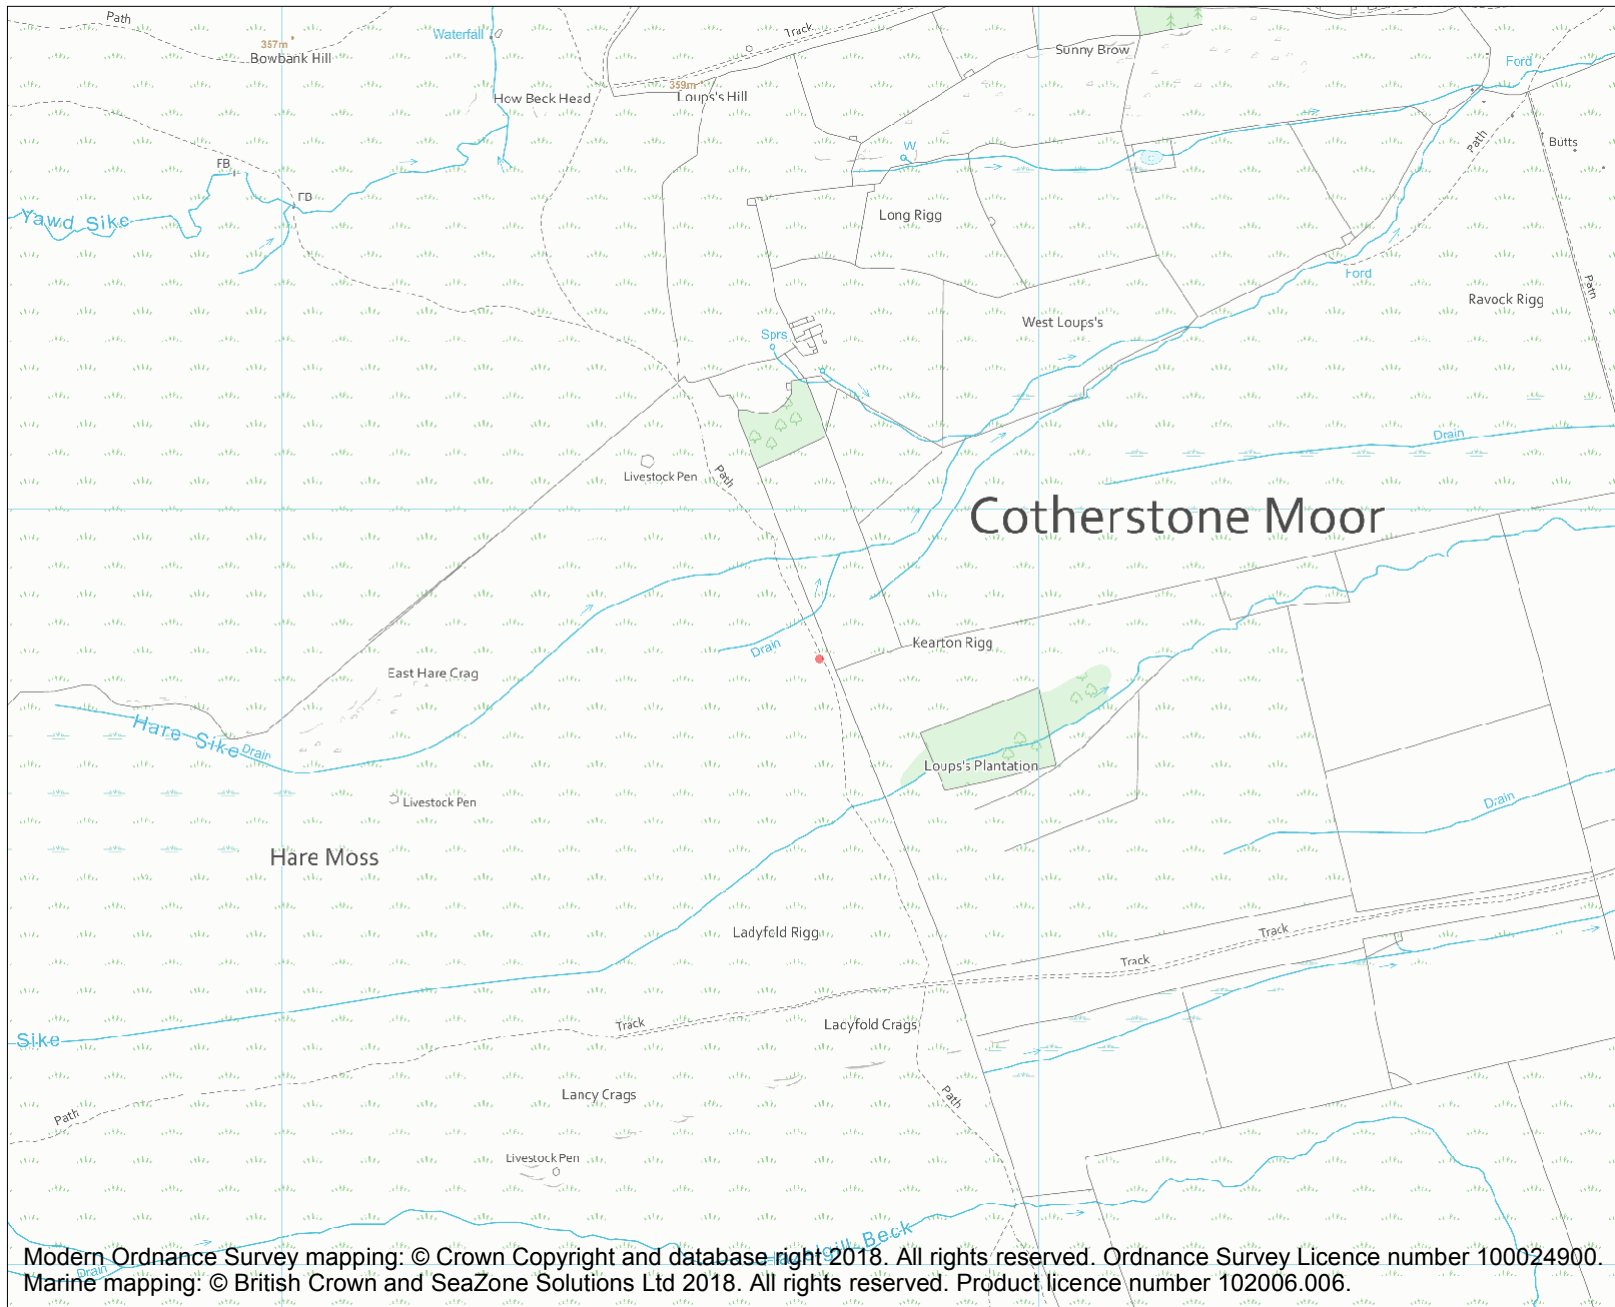 Path
357m
Bowbank Hill
Waterfall
How Beck Head
Track
359m
Loups's Hill
Sunny Brow
Ford
W
Butts
Path
FB
FB
Yawd Sike
Long Rigg
Ford
Path
Ravock Rigg
West Loups's
Sprs
Drain
Livestock Pen
Path
Cotherstone Moor
Drain
Kearton Rigg
East Hare Crag
Hare Sike
Drain
Loups's Plantation
Livestock Pen
Drain
Hare Moss
Ladyfold Rigg
Track
Track
Track
Ladyfold Crags
Sike
Lancy Crags
Path
Path
Livestock Pen
Hazelgill Beck
Drain
Modern Ordnance Survey mapping: © Crown Copyright and database right 2018. All rights reserved. Ordnance Survey Licence number 100024900.
Marine mapping: © British Crown and SeaZone Solutions Ltd 2018. All rights reserved. Product licence number 102006.006.